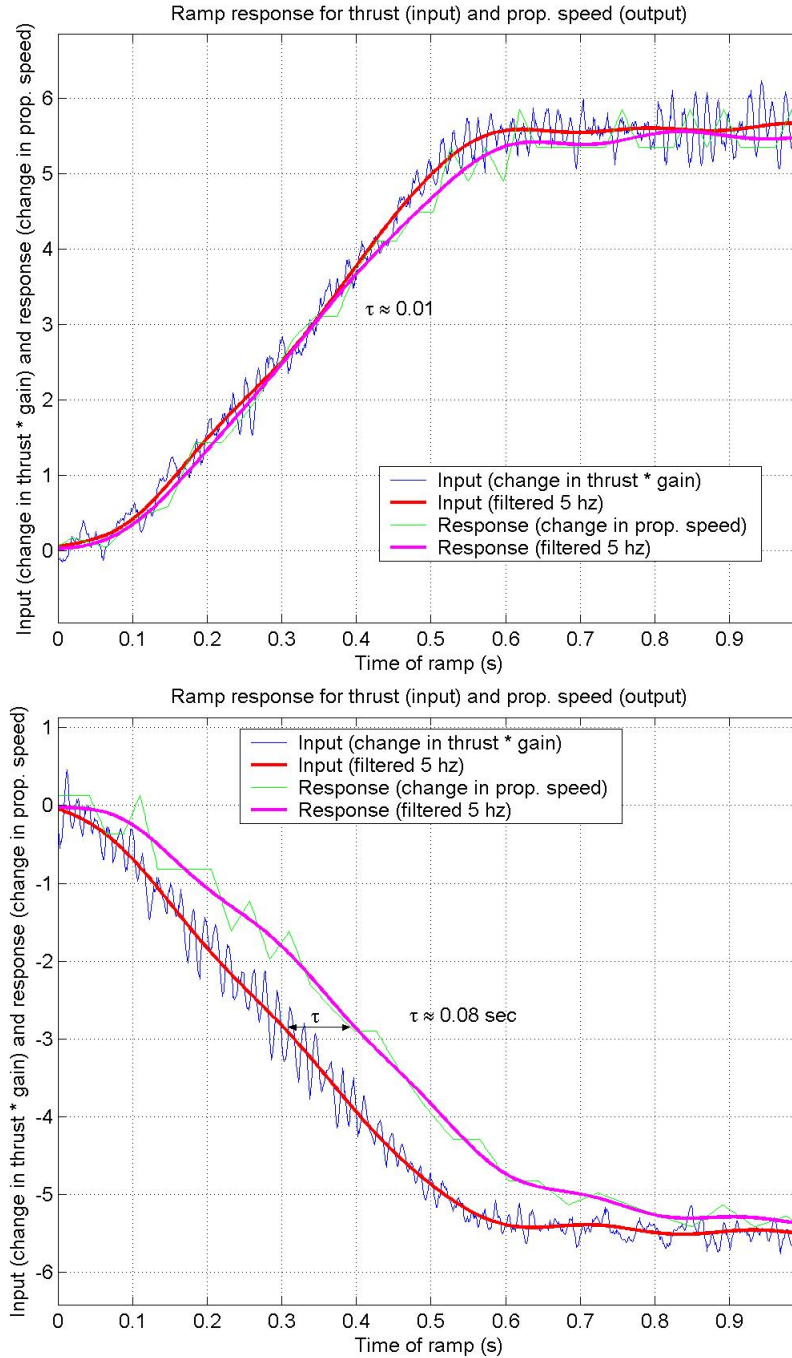 Ramp response for thrust (input) and prop. speed (output)
Input (change in thrust * gain) and response (change in prop. speed)
6
5
4
3
2
1
0
τ ≈ 0.01
Input (change in thrust * gain)
Input (filtered 5 hz)
Response (change in prop. speed)
Response (filtered 5 hz)
0 0.1 0.2 0.3 0.4 0.5 0.6 0.7 0.8 0.9
Time of ramp (s)
Ramp response for thrust (input) and prop. speed (output)
Input (change in thrust * gain) and response (change in prop. speed)
1
0
-1
-2
-3
-4
-5
-6
Input (change in thrust * gain)
Input (filtered 5 hz)
Response (change in prop. speed)
Response (filtered 5 hz)
τ
τ ≈ 0.08 sec
0 0.1 0.2 0.3 0.4 0.5 0.6 0.7 0.8 0.9
Time of ramp (s)